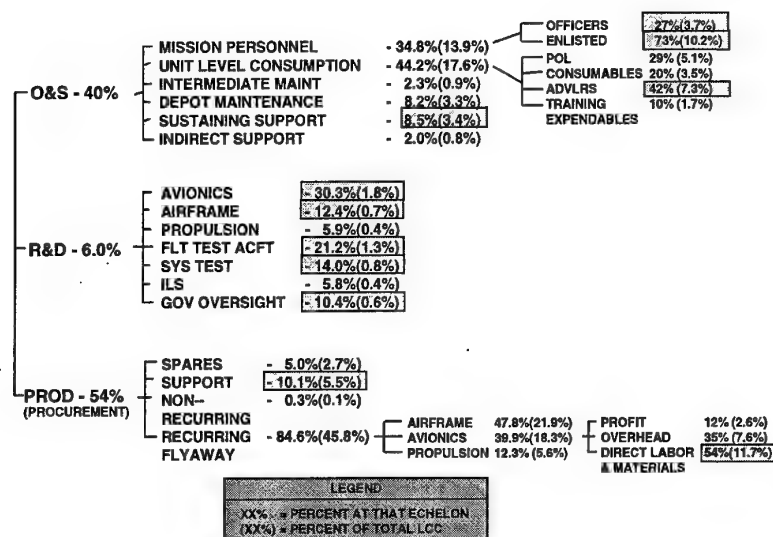 O&S - 40%
MISSION PERSONNEL - 34.8%(13.9%)
UNIT LEVEL CONSUMPTION - 44.2%(17.6%)
INTERMEDIATE MAINT - 2.3%(0.9%)
DEPOT MAINTENANCE - 8.2%(3.3%)
SUSTAINING SUPPORT - 8.5%(3.4%)
INDIRECT SUPPORT - 2.0%(0.8%)
OFFICERS 27%(3.7%)
ENLISTED 73%(10.2%)
POL 29% (5.1%)
CONSUMABLES 20% (3.5%)
ADVLRS 42% (7.3%)
TRAINING 10% (1.7%)
EXPENDABLES
R&D - 6.0%
AVIONICS - 30.3%(1.8%)
AIRFRAME - 12.4%(0.7%)
PROPULSION - 5.9%(0.4%)
FLT TEST ACFT - 21.2%(1.3%)
SYS TEST - 14.0%(0.8%)
ILS - 5.8%(0.4%)
GOV OVERSIGHT - 10.4%(0.6%)
PROD - 54%
(PROCUREMENT)
SPARES - 5.0%(2.7%)
SUPPORT - 10.1%(5.5%)
NON- - 0.3%(0.1%)
RECURRING
RECURRING - 84.6%(45.8%)
FLYAWAY
AIRFRAME 47.8%(21.9%)
AVIONICS 39.9%(18.3%)
PROPULSION 12.3% (5.6%)
PROFIT 12% (2.6%)
OVERHEAD 35% (7.6%)
DIRECT LABOR 54%(11.7%)
& MATERIALS
LEGEND
XX% = PERCENT AT THAT ECHELON
(XX%) = PERCENT OF TOTAL LCC